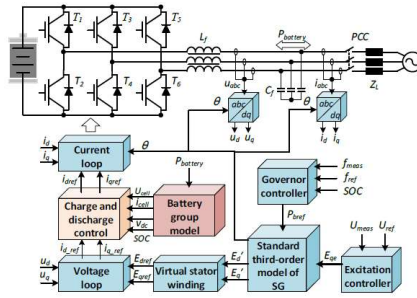 T1 T3 T5
Lf Pbattery PCC
T2 T4 T6
uabc Cf iabc ZL
abc dq
abc dq
θ θ
ud uq id iq
id
iq
Current loop
θ
idref iqref
Pbattery
Governor controller
fmeas
fref
SOC
Charge and discharge control
Ucell
icell
vdc
SOC
Battery group model
Pbref
Umeas Uref
id_ref iq_ref
ud
uq
Voltage loop
Edref
Eqref
Virtual stator winding
Ed'
Eq'
Standard third-order model of SG
Eqe
Excitation controller